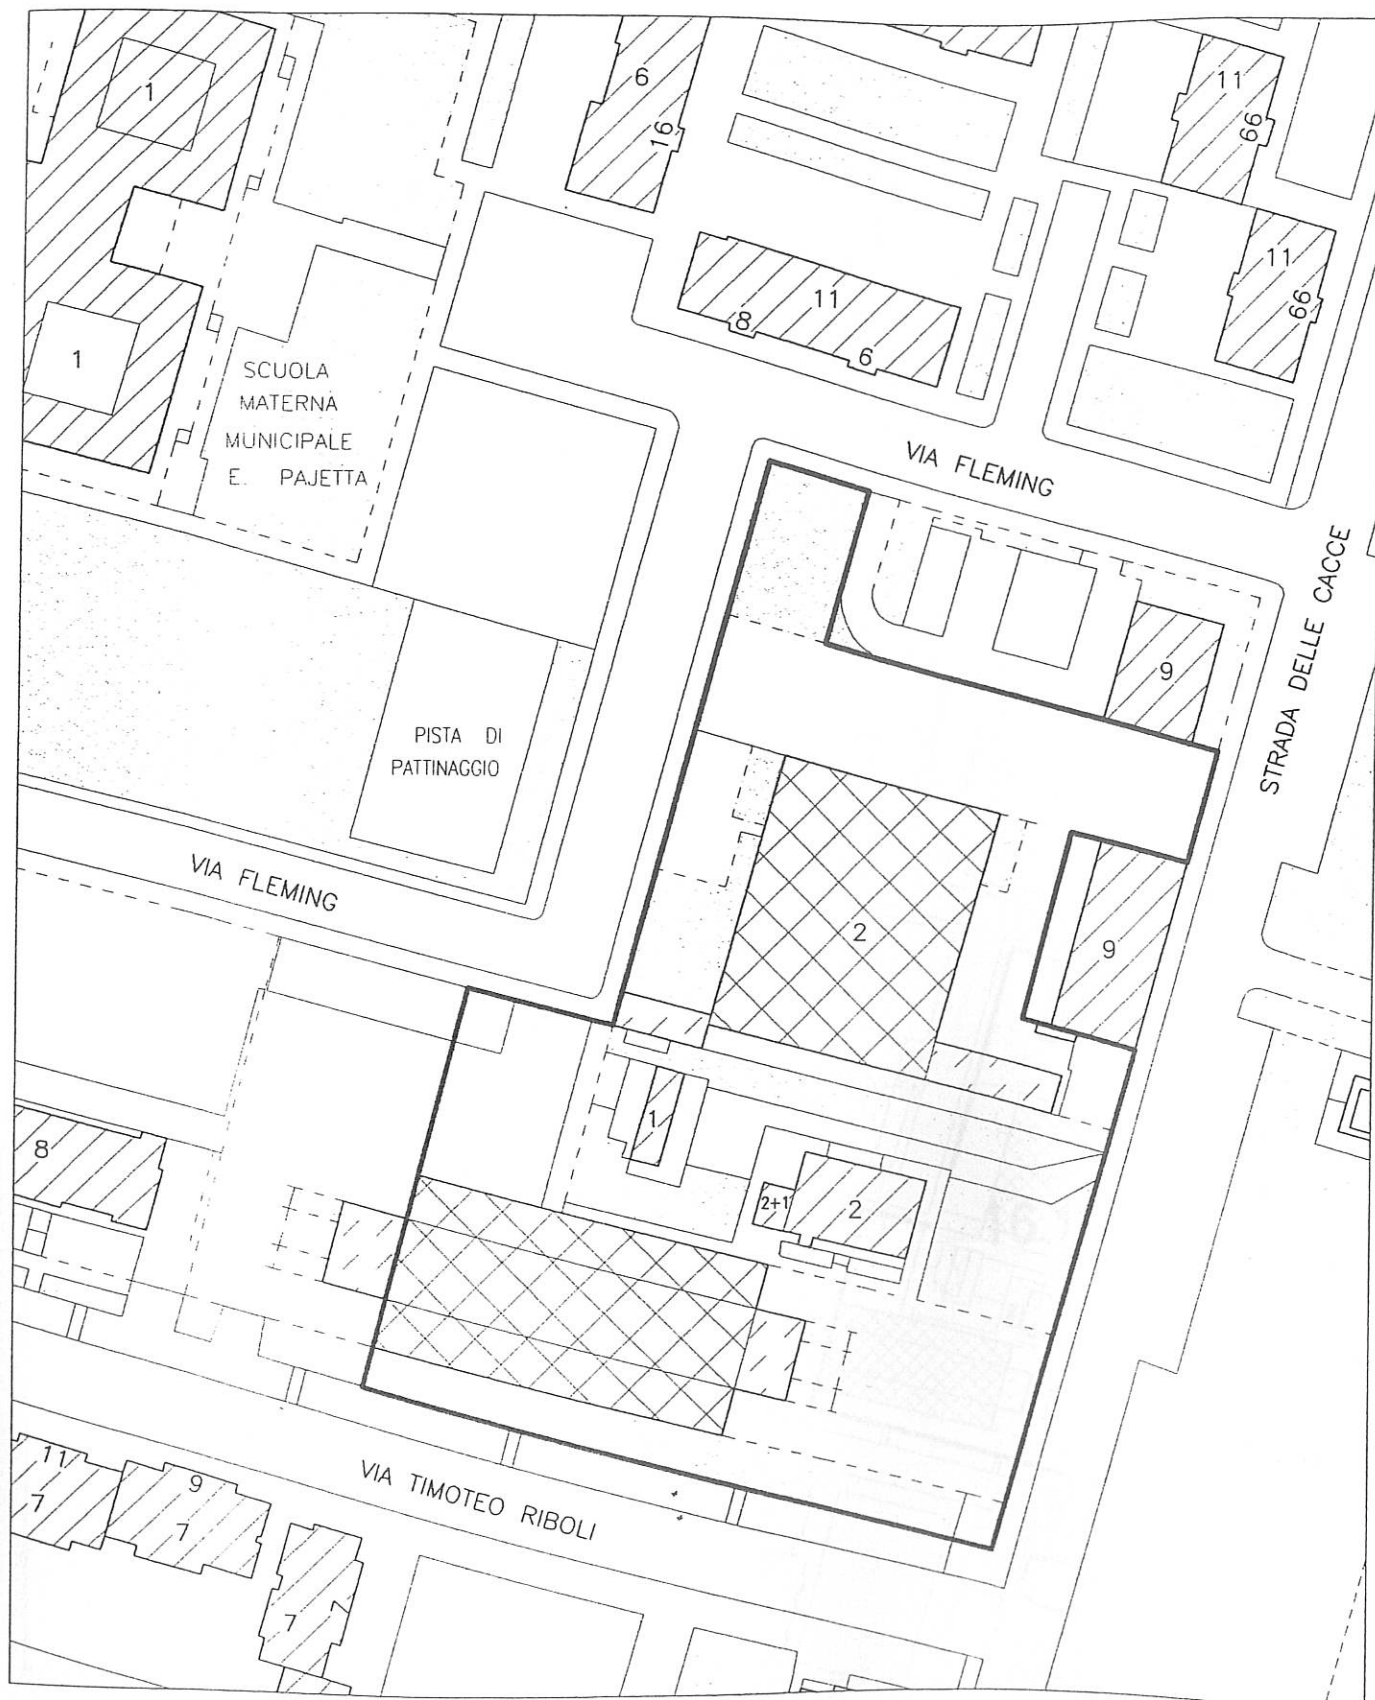 1
6
16
11
66
11
66
11
8
6
1
SCUOLA
MATERNA
MUNICIPALE
E. PAJETTA
VIA FLEMING
STRADA DELLE CACCE
9
PISTA DI
PATTINAGGIO
VIA FLEMING
2
9
8
1
2+1
2
11
7
9
7
VIA TIMOTEO RIBOLI
7
7